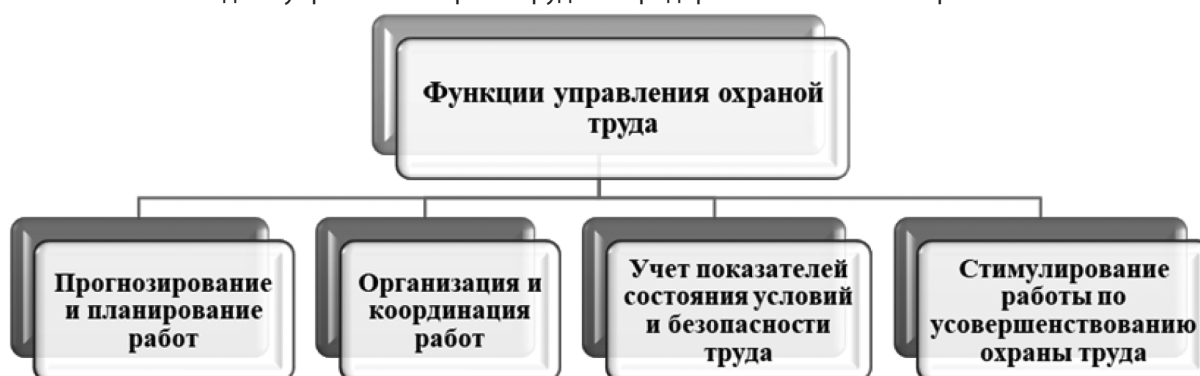 Функции управления охраной
труда
Прогнозирование
и планирование
работ
Организация и
координация
работ
Учет показателей
состояния условий
и безопасности
труда
Стимулирование
работы по
усовершенствованию
охраны труда